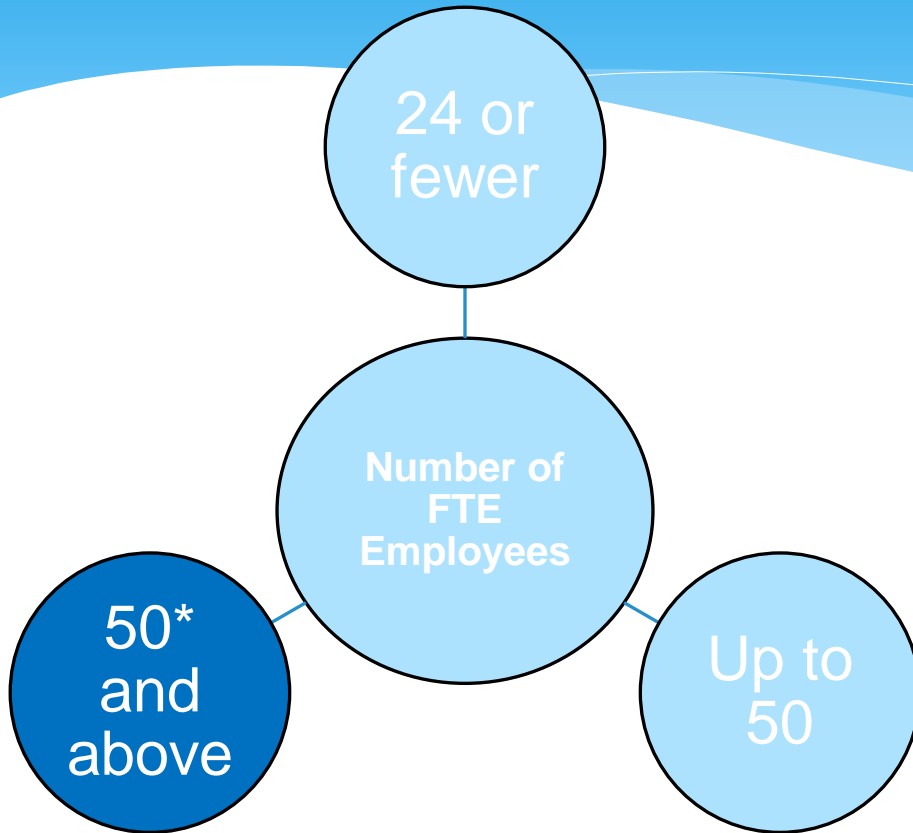 24 or
fewer
Number of
FTE
Employees
50*
and
above
Up to
50